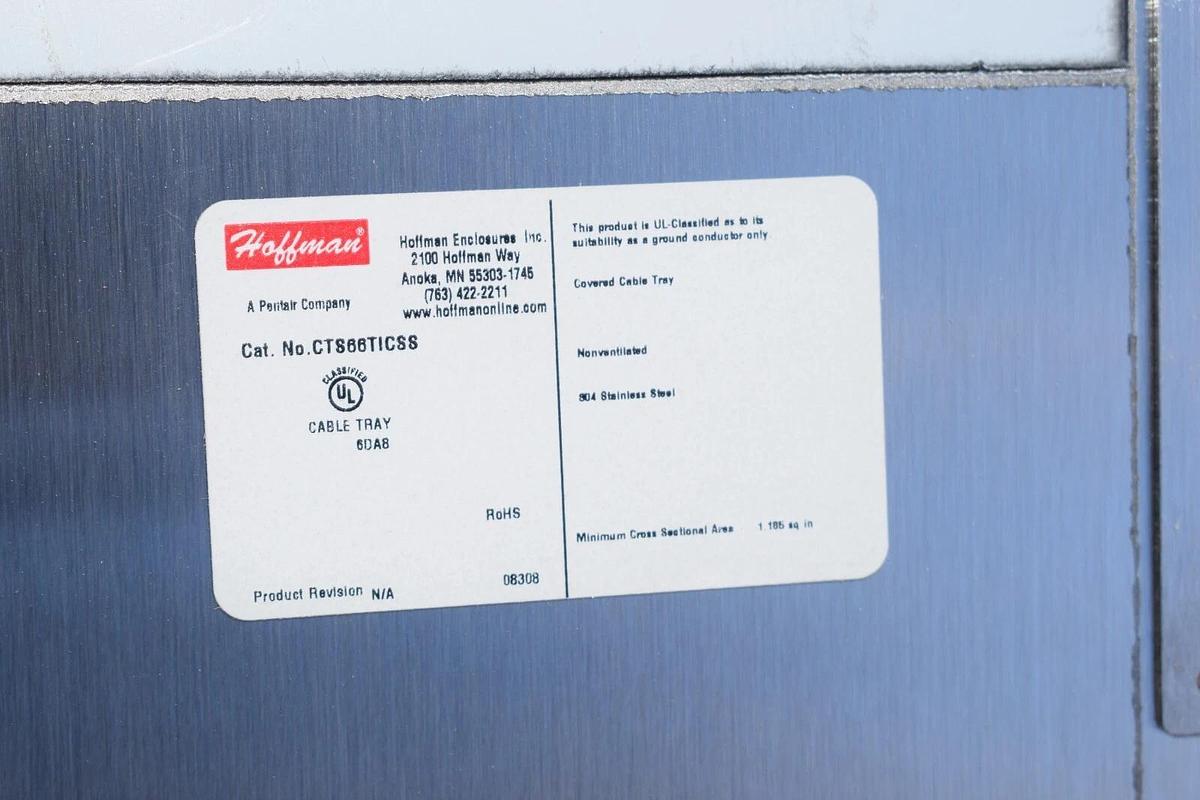 Hoffman®
A Pentair Company
Hoffman Enclosures Inc.
2100 Hoffman Way
Anoka, MN 55303-1745
(763) 422-2211
www.hoffmanonline.com
Cat. No.CTS66TICSS
CLASSIFIED
UL
CABLE TRAY
6DA8
RoHS
Product Revision N/A
08308
This product is UL-Classified as to its
suitability as a ground conductor only
Covered Cable Tray
Nonventilated
304 Stainless Steel
Minimum Cross Sectional Area 1.185 sq in